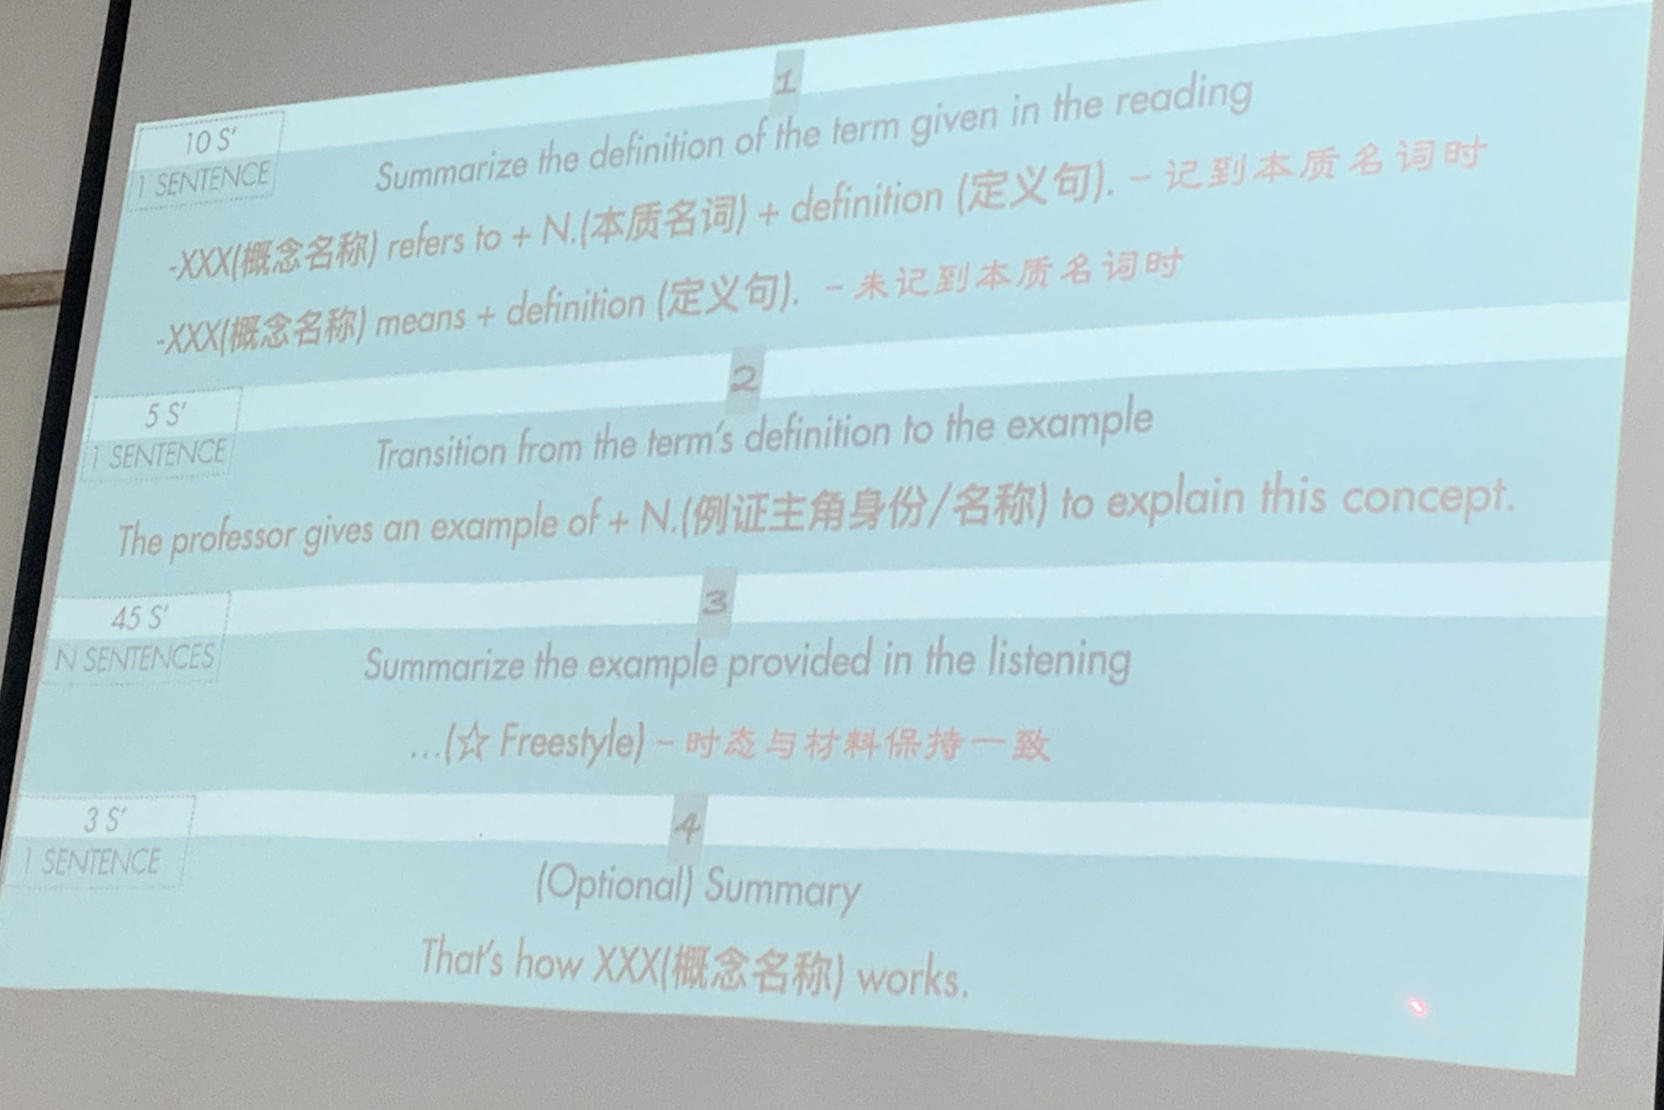 1
10 S'
1 SENTENCE
Summarize the definition of the term given in the reading
-XXX(概念名称) refers to + N.(本质名词) + definition (定义句). – 记到本质名词时
-XXX(概念名称) means + definition (定义句). – 未记到本质名词时
2
5 S'
1 SENTENCE
Transition from the term's definition to the example
The professor gives an example of + N.(例证主角身份/名称) to explain this concept.
3
45 S'
N SENTENCES
Summarize the example provided in the listening
...(☆ Freestyle) – 时态与材料保持一致
4
3 S'
1 SENTENCE
(Optional) Summary
That's how XXX(概念名称) works.